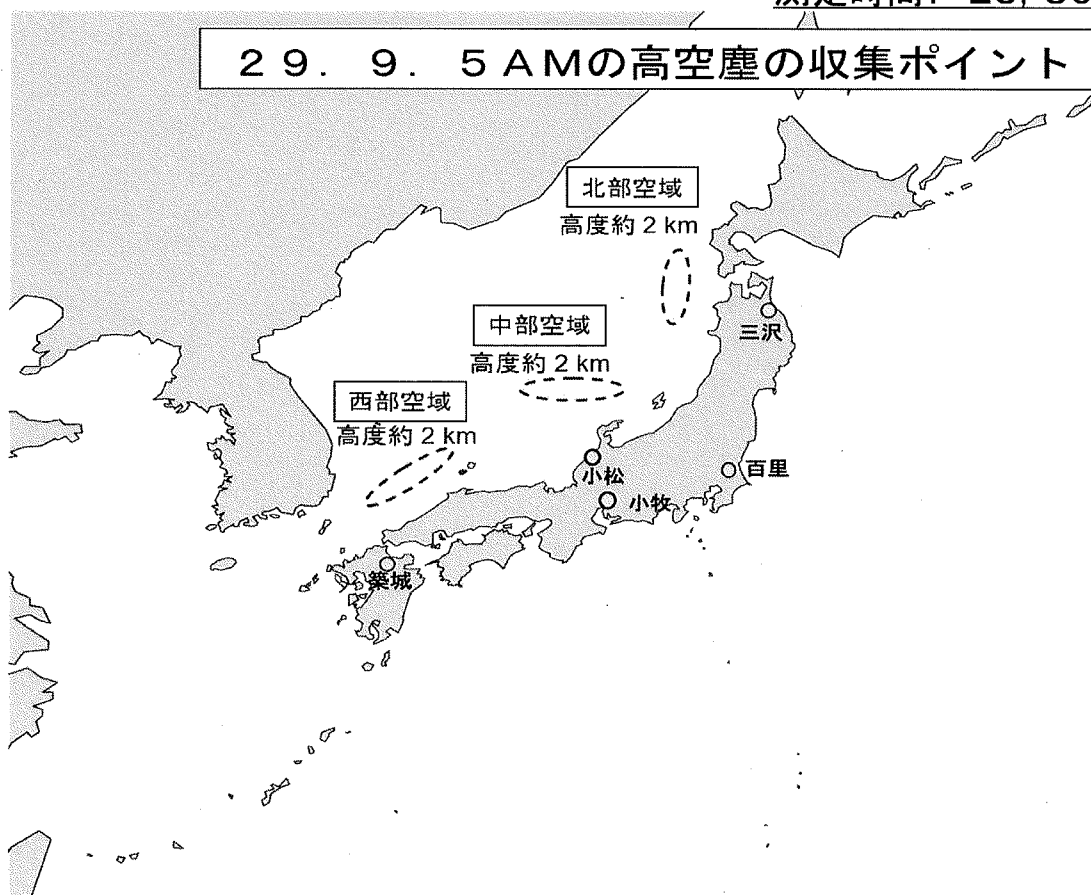 29．9．5AMの高空塵の収集ポイント
北部空域
高度約2km
中部空域
高度約2km
三沢
西部空域
高度約2km
小松
百里
小牧
築城